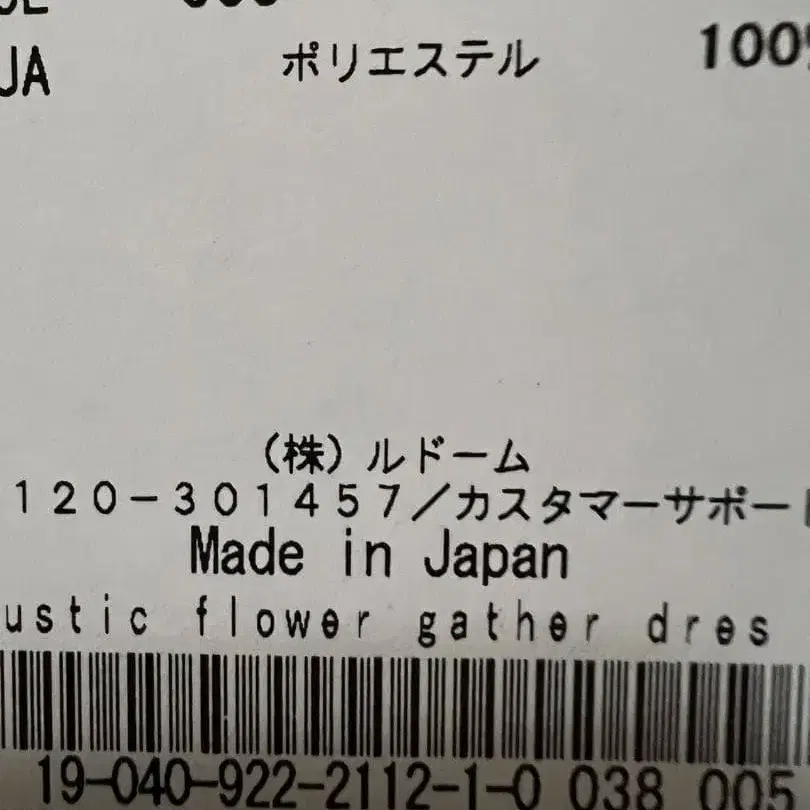 JA ポリエステル 100%
(株)ルドーム
120-301457/カスタマーサポート
Made in Japan
ustic flower gather dres
19-040-922-2112-1-0 038 005